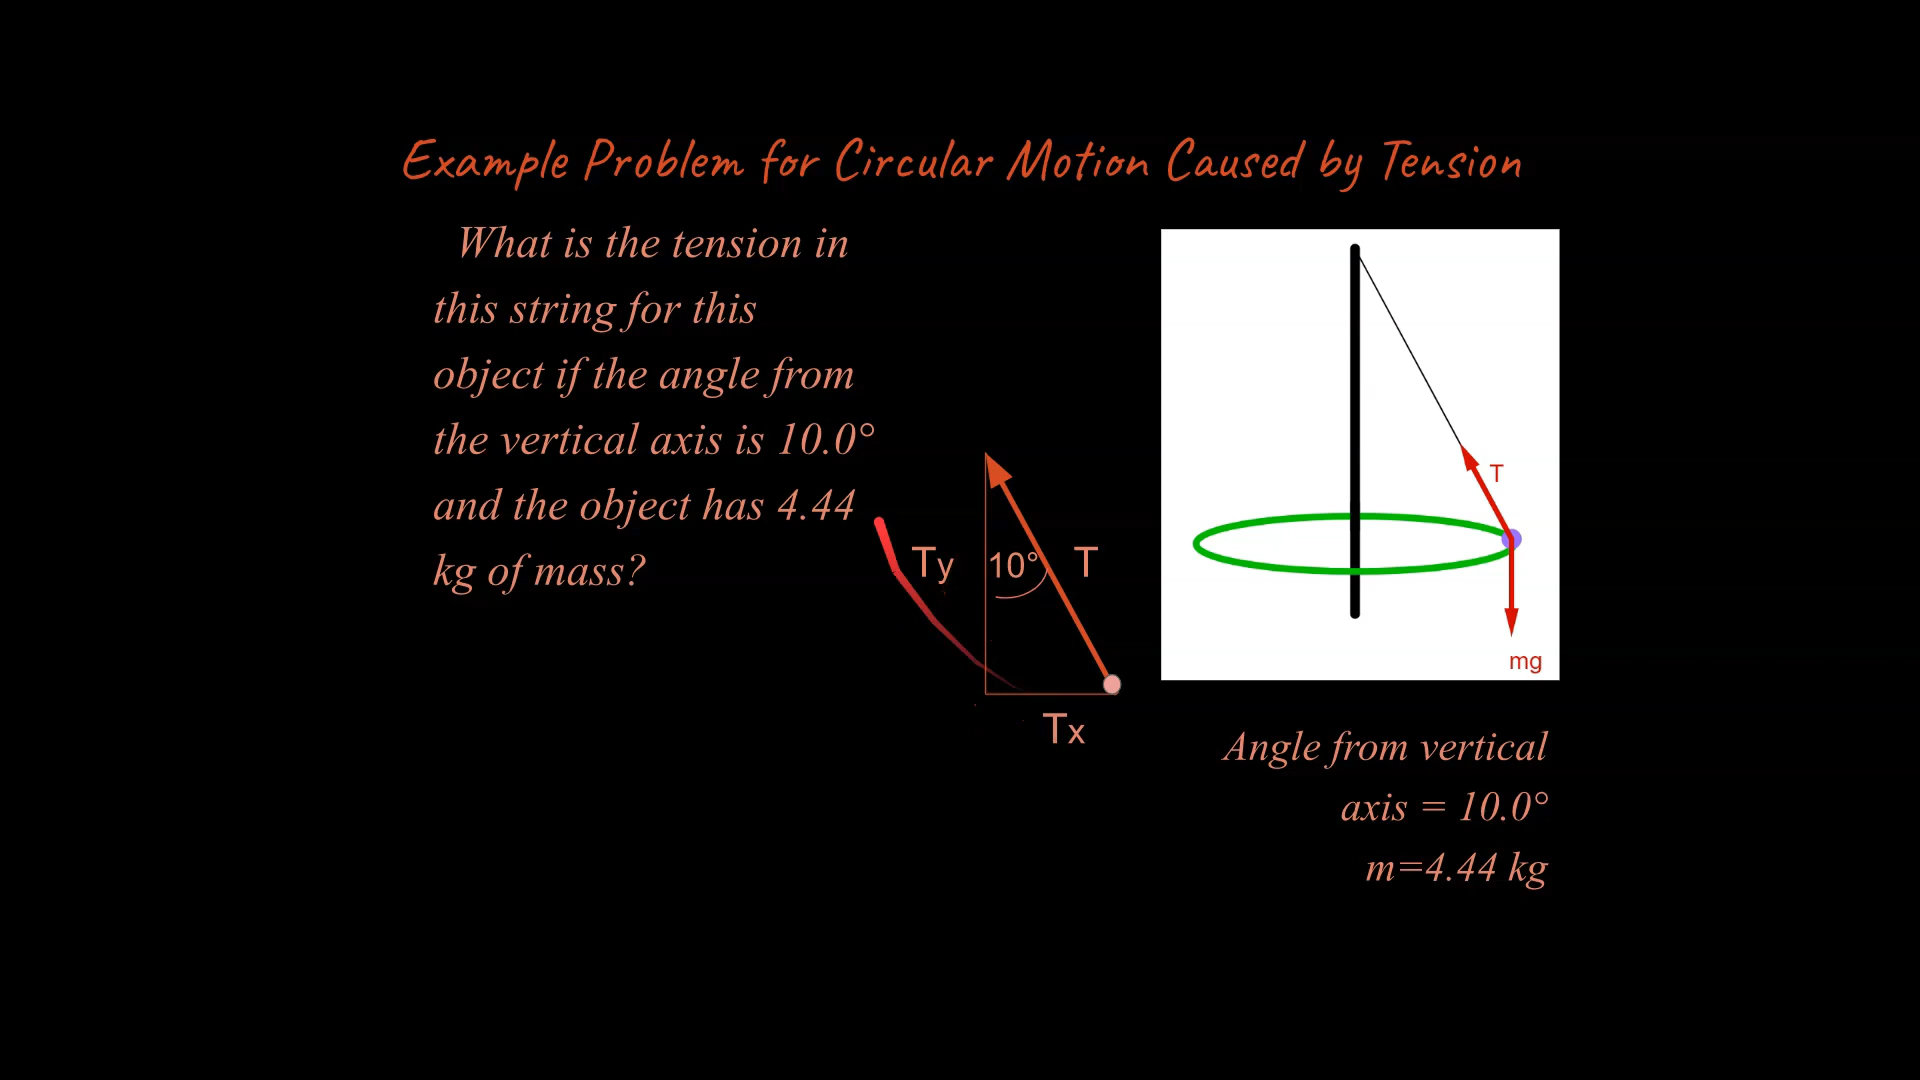 Example Problem for Circular Motion Caused by Tension
What is the tension in
this string for this
object if the angle from
the vertical axis is 10.0°
and the object has 4.44
kg of mass?
Ty
10°
T
Tx
T
mg
Angle from vertical
axis = 10.0°
m=4.44 kg